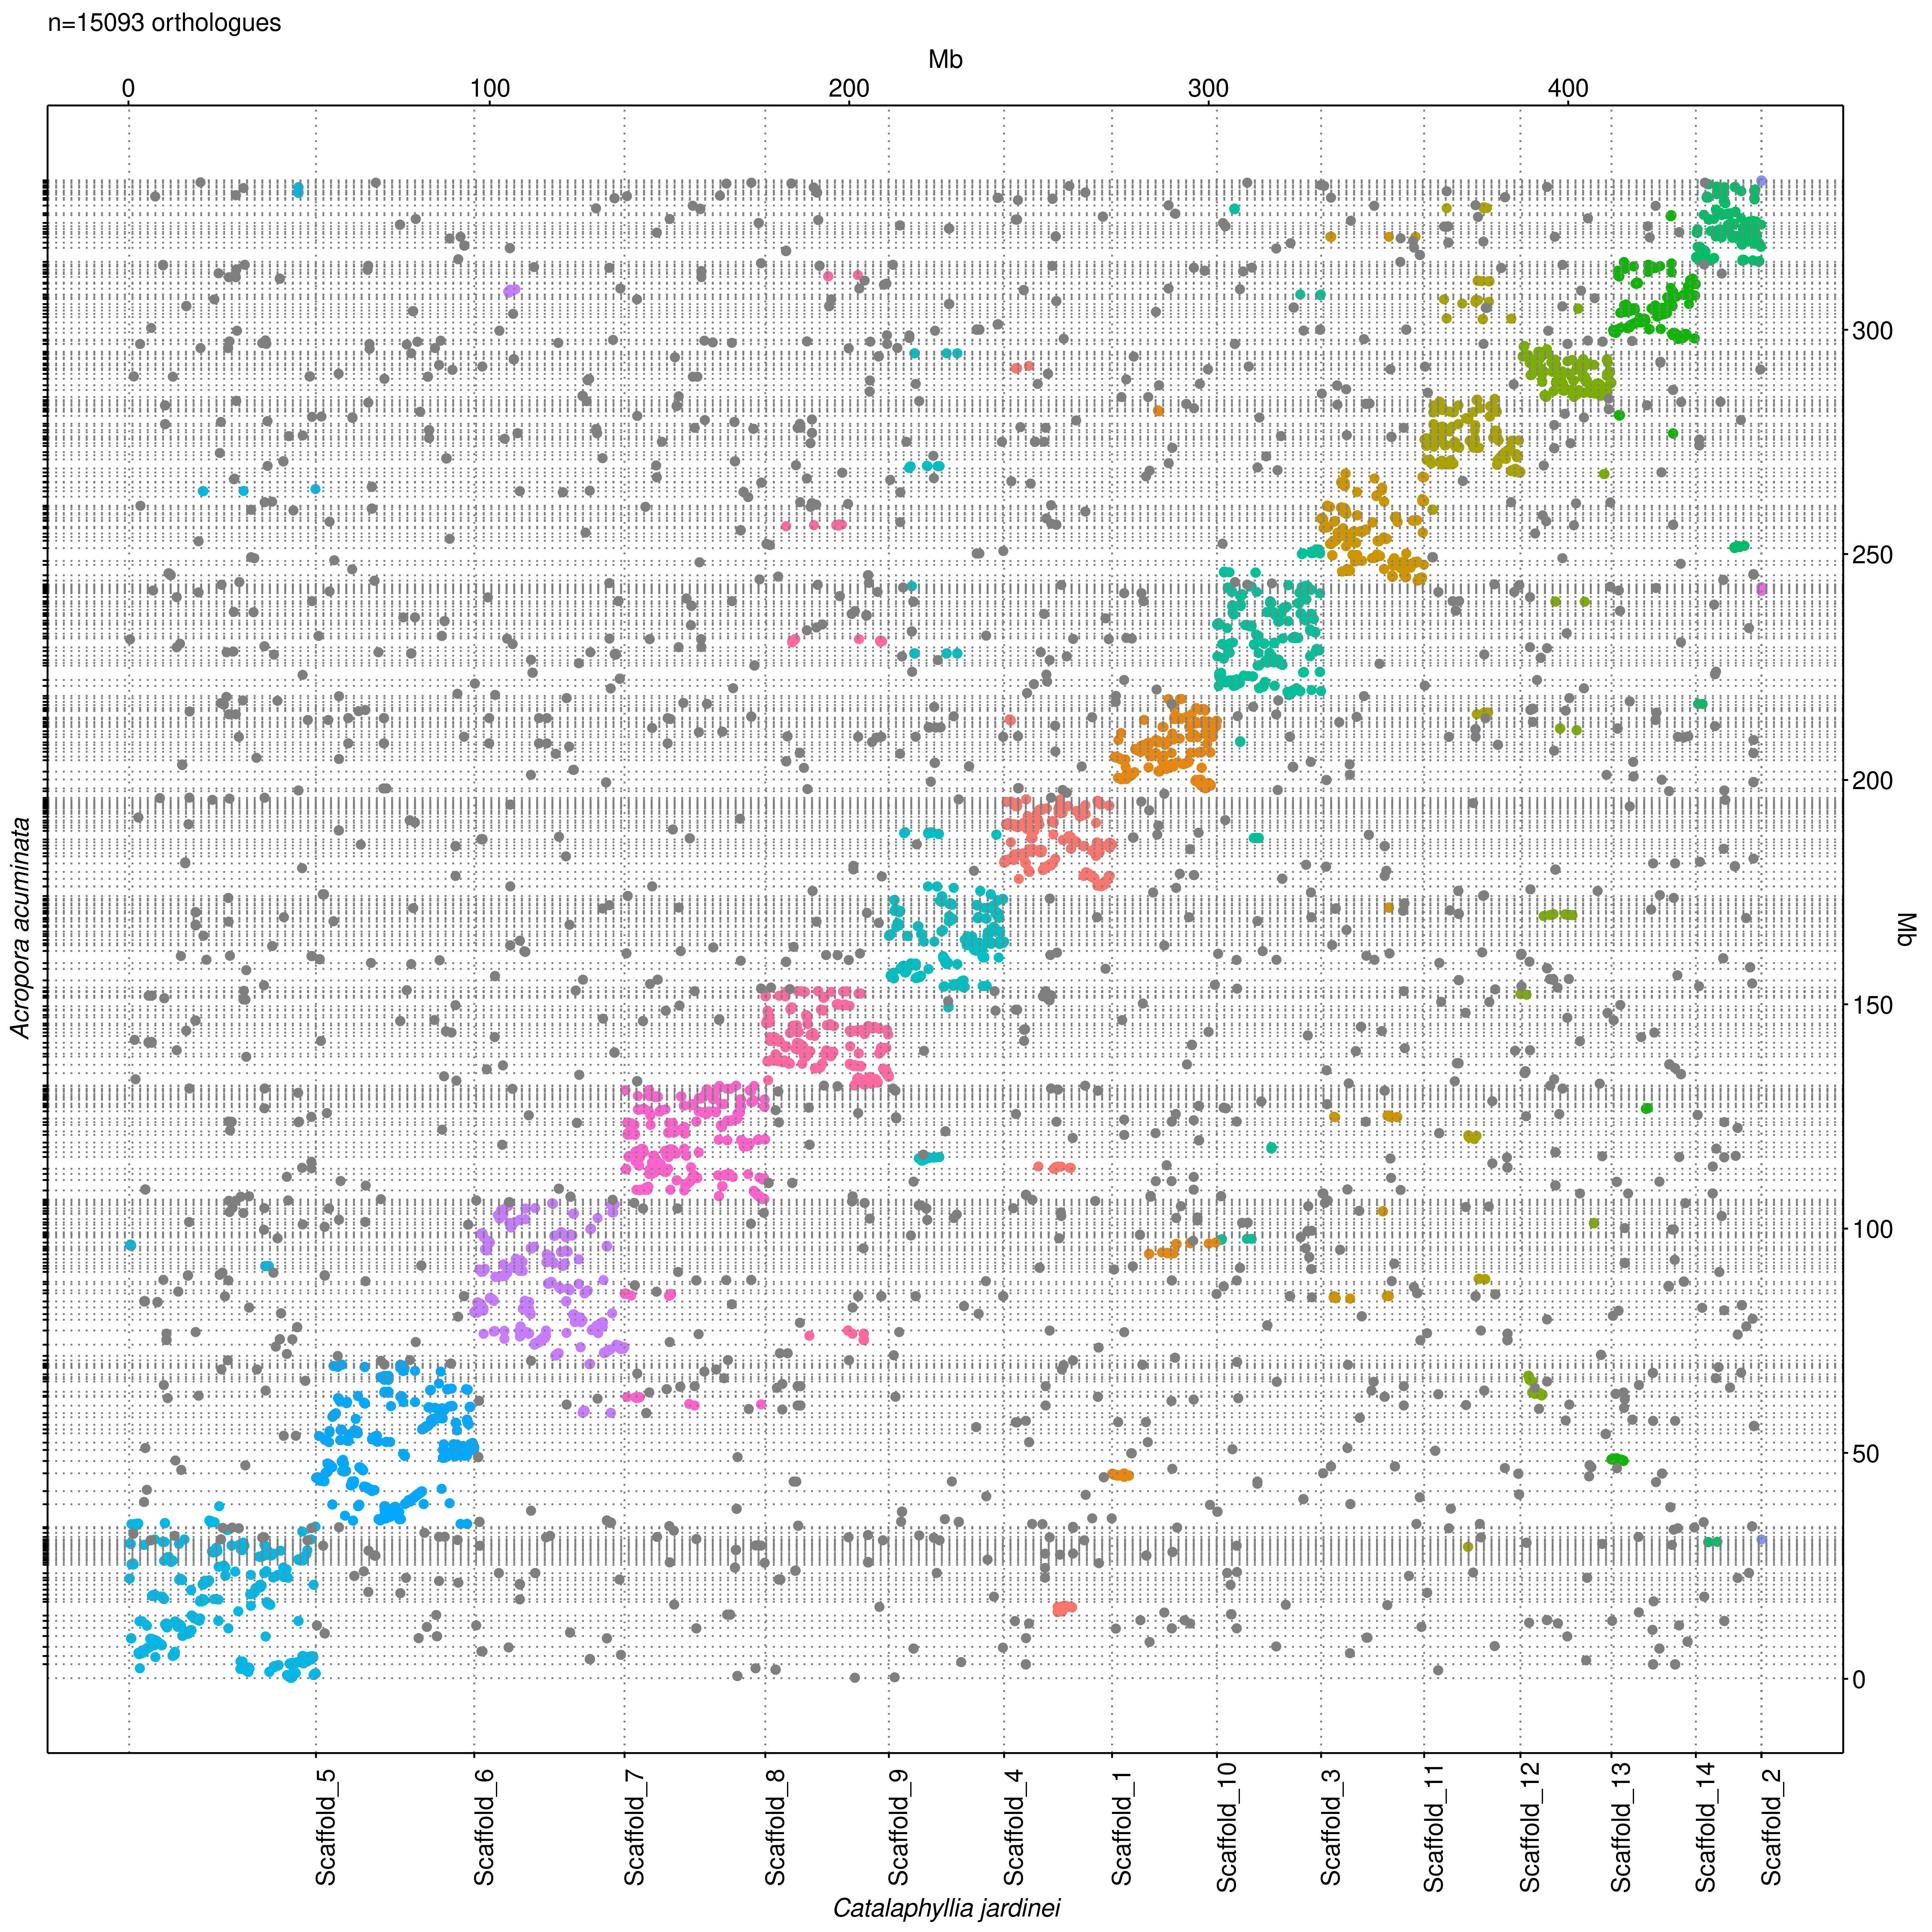 n=15093 orthologues
Mb
0 100 200 300 400
300
250
200
150
100
50
0
Mb
Acropora acuminata
Scaffold_5
Scaffold_6
Scaffold_7
Scaffold_8
Scaffold_9
Scaffold_4
Scaffold_1
Scaffold_10
Scaffold_3
Scaffold_11
Scaffold_12
Scaffold_13
Scaffold_14
Scaffold_2
Catalaphyllia jardinei